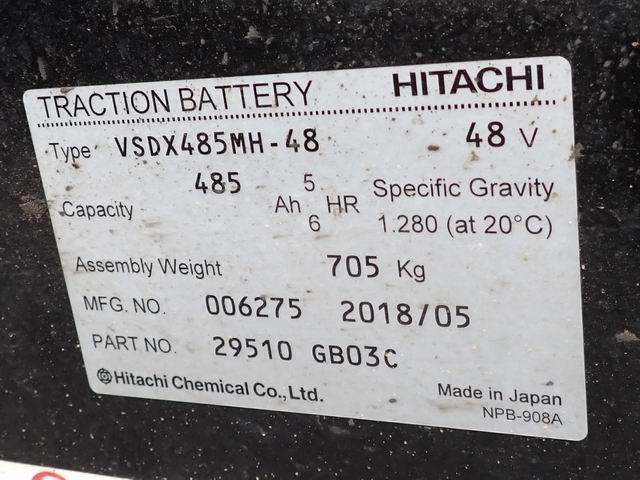 TRACTION BATTERY HITACHI
Type VSDX485MH-48 48 V
Capacity 485 Ah 5 HR Specific Gravity
6 1.280 (at 20°C)
Assembly Weight 705 Kg
MFG. NO. 006275 2018/05
PART NO. 29510 GB03C
Hitachi Chemical Co., Ltd. Made in Japan
NPB-908A